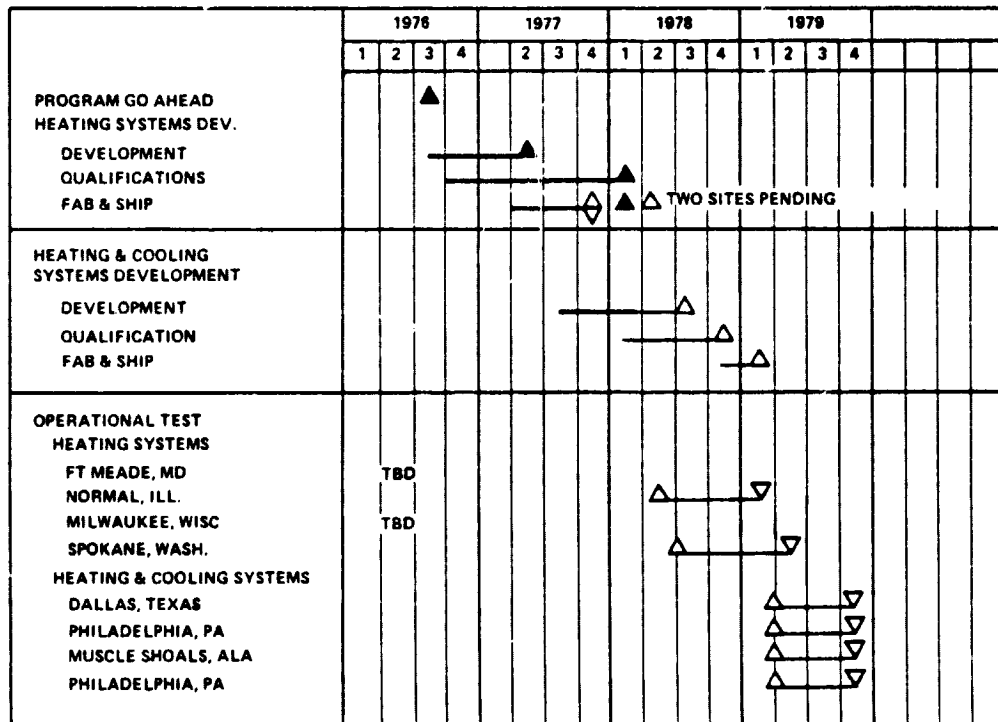 1976 1977 1978 1979
1 2 3 4 2 3 4 1 2 3 4 1 2 3 4
PROGRAM GO AHEAD
HEATING SYSTEMS DEV.
DEVELOPMENT
QUALIFICATIONS
FAB & SHIP TWO SITES PENDING
HEATING & COOLING
SYSTEMS DEVELOPMENT
DEVELOPMENT
QUALIFICATION
FAB & SHIP
OPERATIONAL TEST
HEATING SYSTEMS
FT MEADE, MD TBD
NORMAL, ILL.
MILWAUKEE, WISC TBD
SPOKANE, WASH.
HEATING & COOLING SYSTEMS
DALLAS, TEXAS
PHILADELPHIA, PA
MUSCLE SHOALS, ALA
PHILADELPHIA, PA